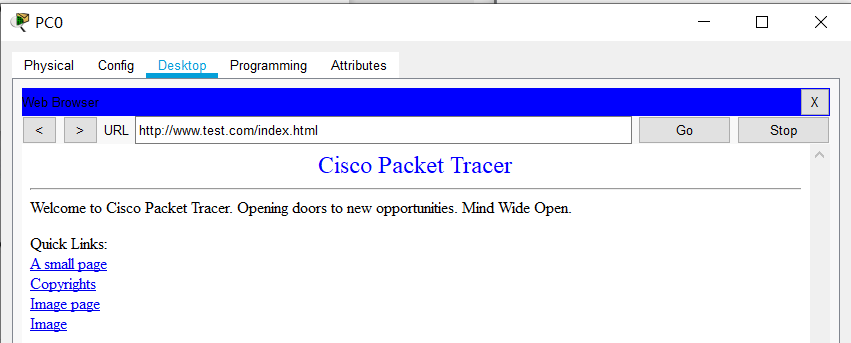 PC0
Physical Config Desktop Programming Attributes
Web Browser X
< > URL http://www.test.com/index.html Go Stop
Cisco Packet Tracer
Welcome to Cisco Packet Tracer. Opening doors to new opportunities. Mind Wide Open.
Quick Links:
A small page
Copyrights
Image page
Image